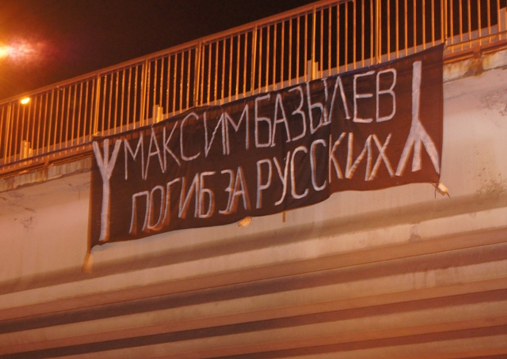 МАКСИМ БАЗЫЛЕВ
ПОГИБ ЗА РУССКИХ